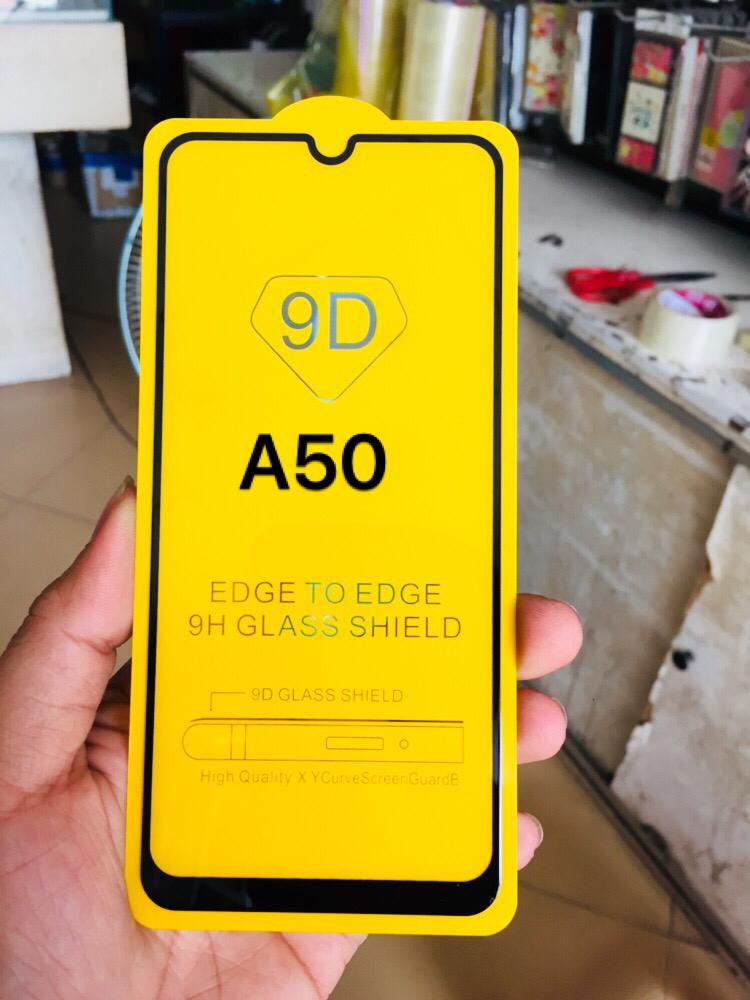 9D
A50
EDGE TO EDGE
9H GLASS SHIELD
9D GLASS SHIELD
High Quality X YCurveScreenGuardB